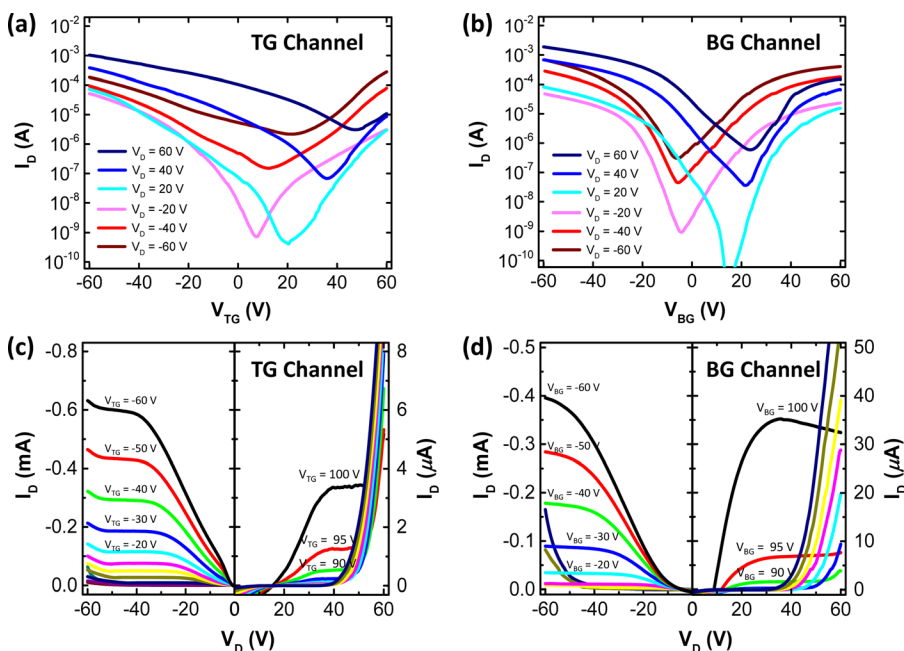 (a)
TG Channel
I_D (A)
10^-2
10^-3
10^-4
10^-5
10^-6
10^-7
10^-8
10^-9
10^-10
V_D = 60 V
V_D = 40 V
V_D = 20 V
V_D = -20 V
V_D = -40 V
V_D = -60 V
-60 -40 -20 0 20 40 60
V_TG (V)
(b)
BG Channel
I_D (A)
10^-2
10^-3
10^-4
10^-5
10^-6
10^-7
10^-8
10^-9
10^-10
V_D = 60 V
V_D = 40 V
V_D = 20 V
V_D = -20 V
V_D = -40 V
V_D = -60 V
-60 -40 -20 0 20 40 60
V_BG (V)
(c)
TG Channel
I_D (mA)
-0.8
-0.6
-0.4
-0.2
0.0
V_TG = -60 V
V_TG = -50 V
V_TG = -40 V
V_TG = -30 V
V_TG = -20 V
V_TG = 100 V
V_TG = 95 V
V_TG = 90 V
8
6
4
2
0
I_D (μA)
-60 -40 -20 0 20 40 60
V_D (V)
(d)
BG Channel
I_D (mA)
-0.5
-0.4
-0.3
-0.2
-0.1
0.0
V_BG = -60 V
V_BG = -50 V
V_BG = -40 V
V_BG = -30 V
V_BG = -20 V
V_BG = 100 V
V_BG = 95 V
V_BG = 90 V
50
40
30
20
10
0
I_D (μA)
-60 -40 -20 0 20 40 60
V_D (V)